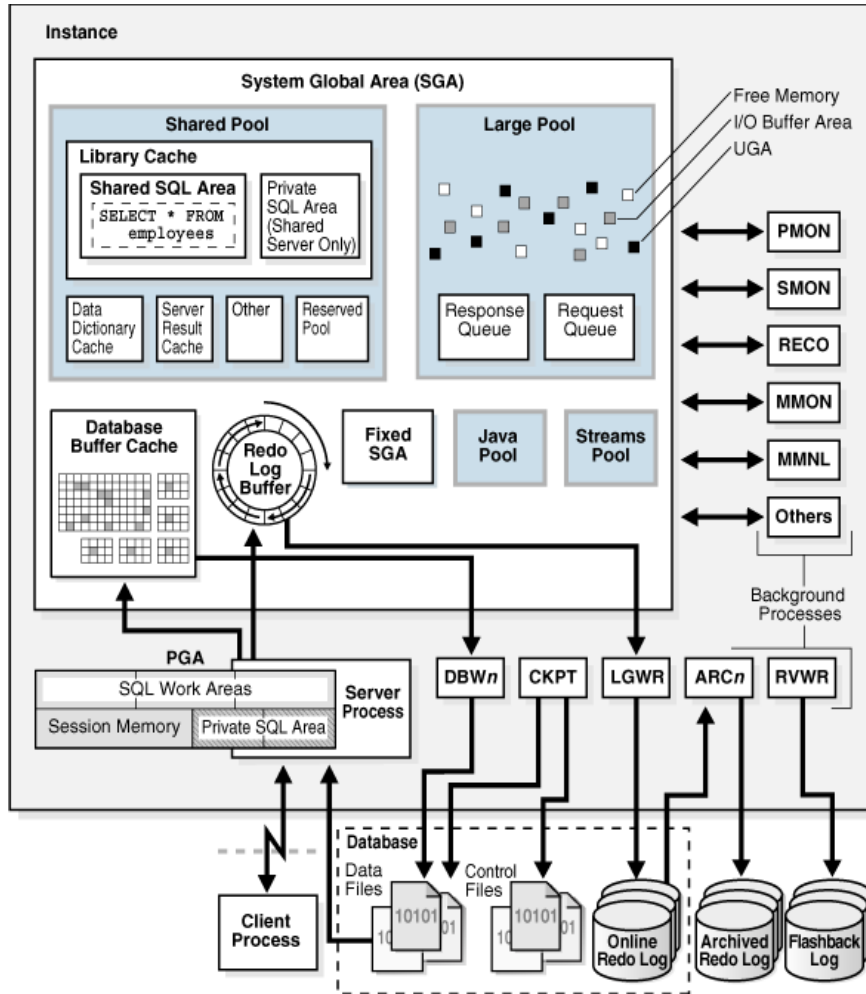 Instance
System Global Area (SGA)
Shared Pool
Library Cache
Shared SQL Area
SELECT * FROM
employees
Private
SQL Area
(Shared
Server Only)
Data
Dictionary
Cache
Server
Result
Cache
Other
Reserved
Pool
Large Pool
Response
Queue
Request
Queue
Free Memory
I/O Buffer Area
UGA
Database
Buffer Cache
Redo
Log
Buffer
Fixed
SGA
Java
Pool
Streams
Pool
PMON
SMON
RECO
MMON
MMNL
Others
Background
Processes
PGA
SQL Work Areas
Session Memory
Private SQL Area
Server
Process
DBWn
CKPT
LGWR
ARCn
RVWR
Client
Process
Database
Data
Files
10101
Control
Files
10101
Online
Redo Log
Archived
Redo Log
Flashback
Log